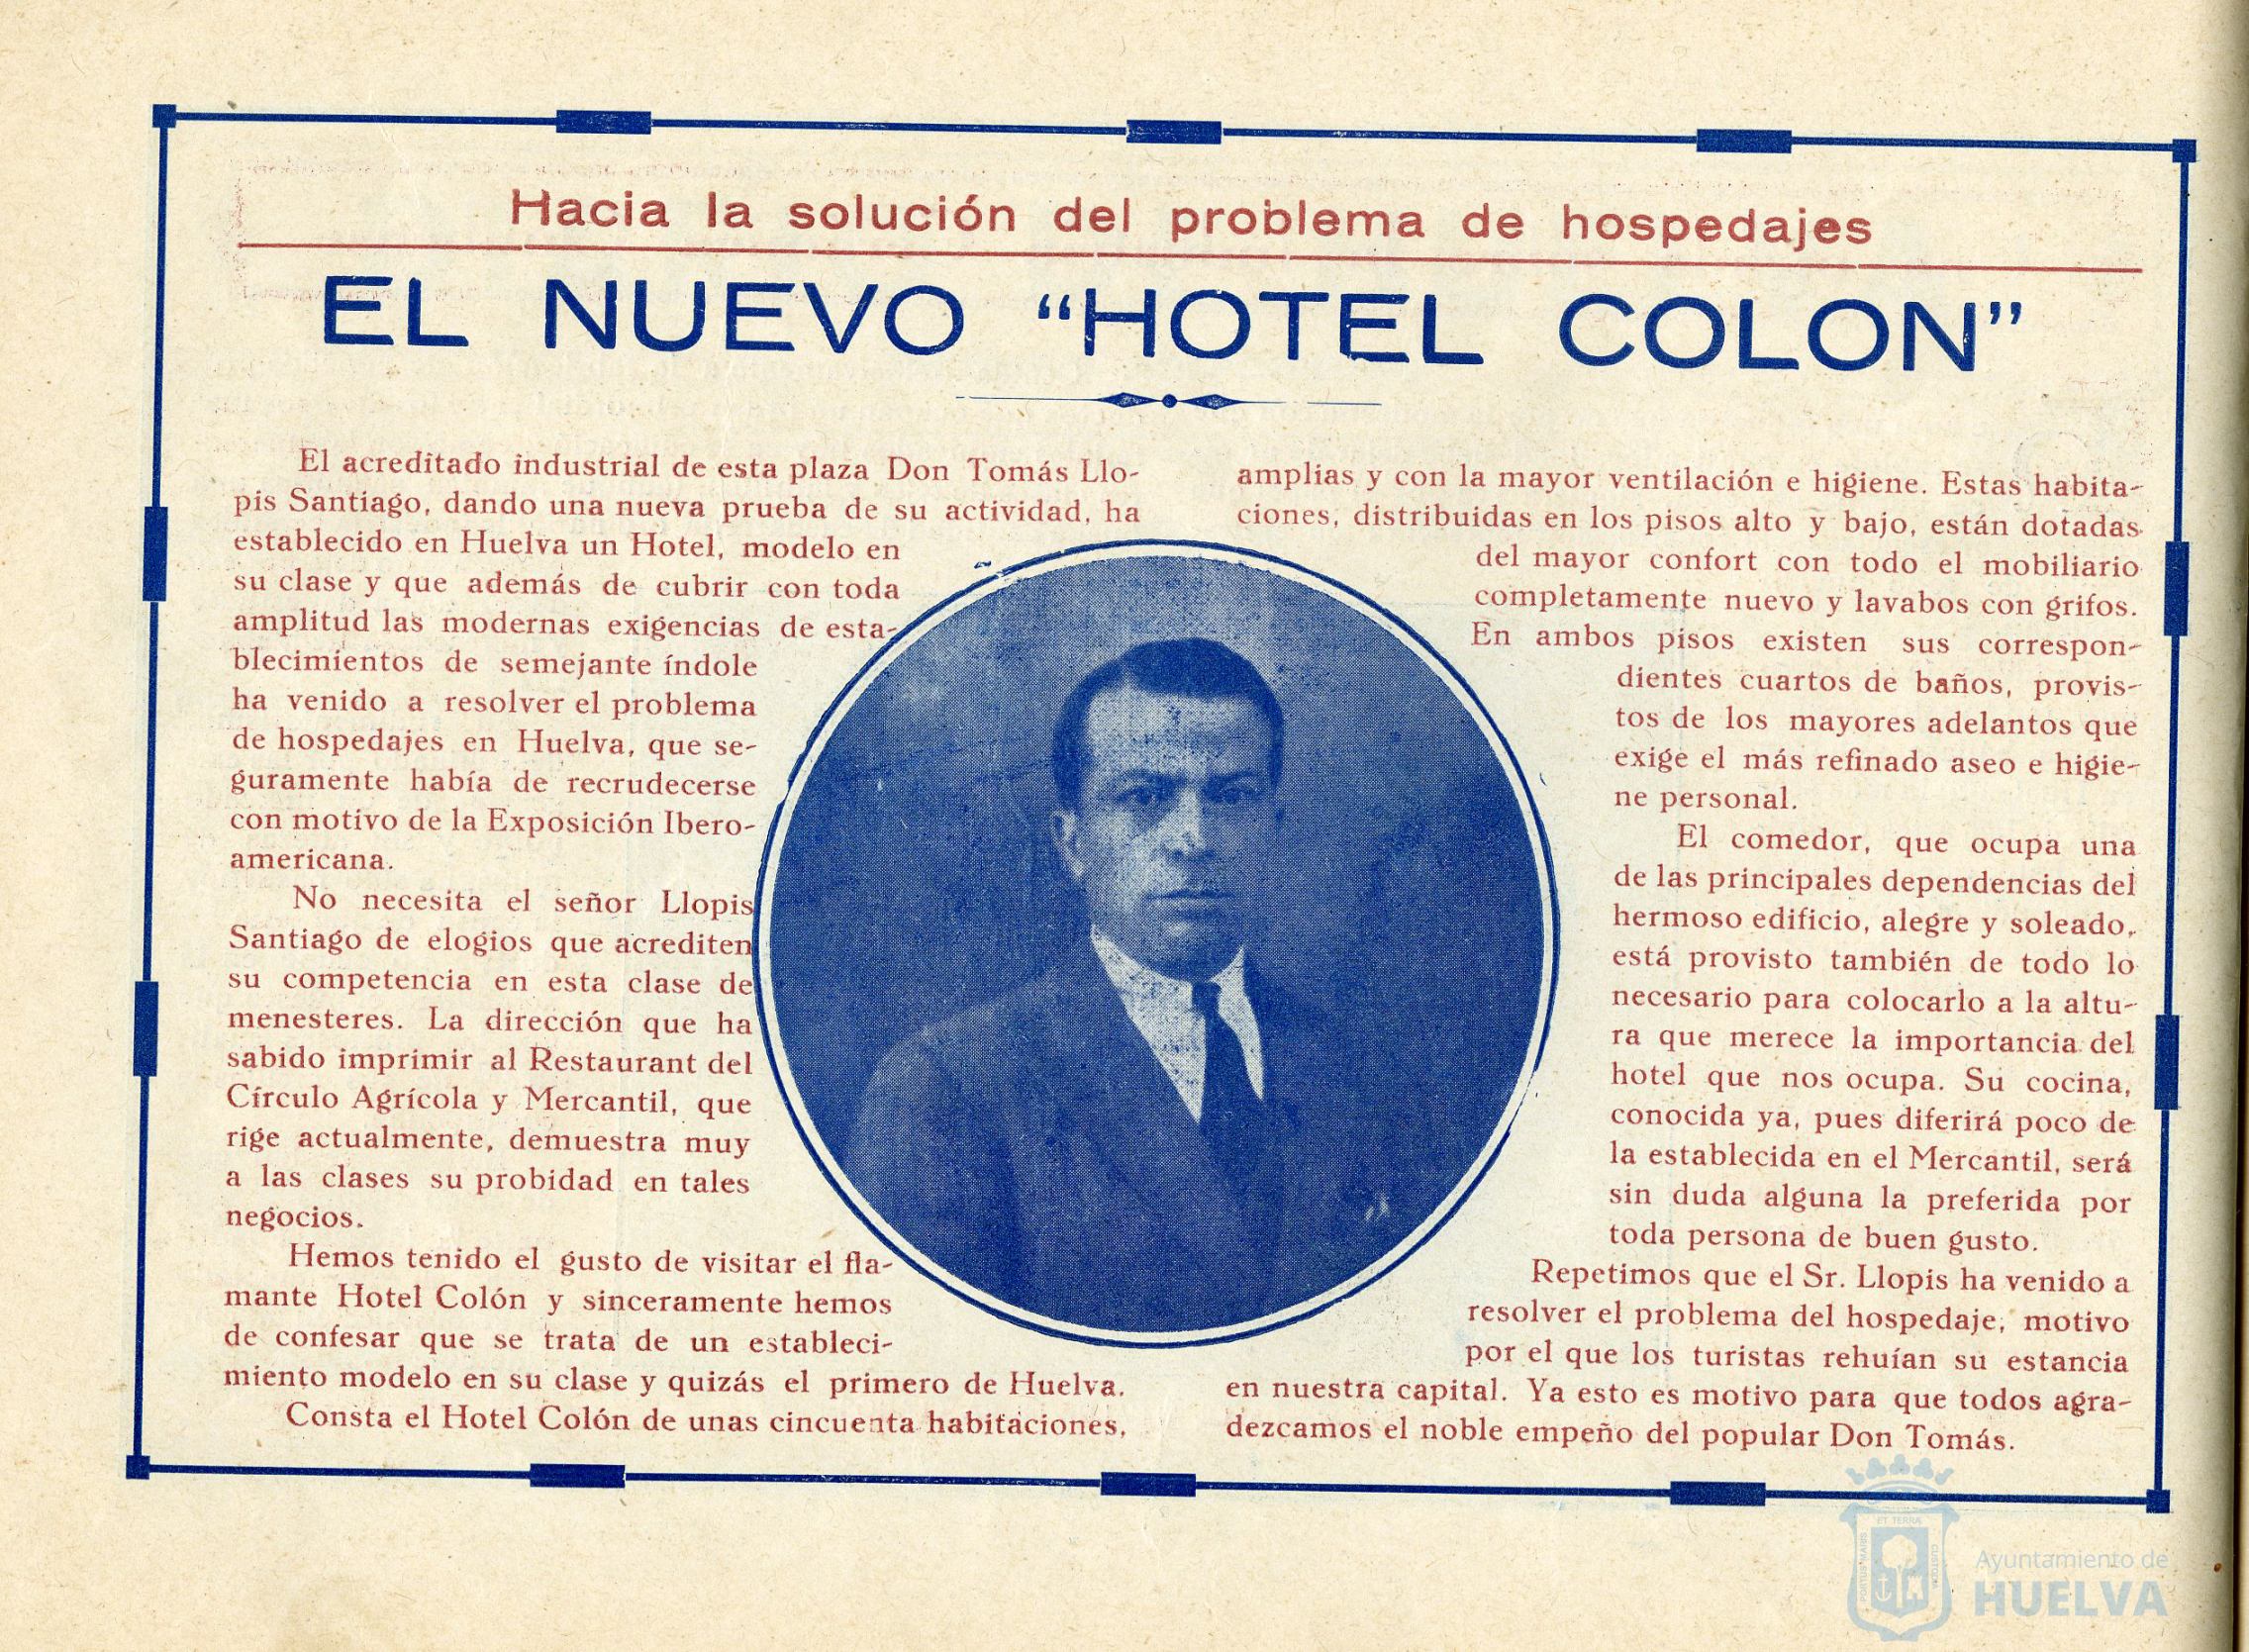 Hacia la solución del problema de hospedajes
EL NUEVO “HOTEL COLON”
El acreditado industrial de esta plaza Don Tomás Llo-
pis Santiago, dando una nueva prueba de su actividad, ha
establecido en Huelva un Hotel, modelo en
su clase y que además de cubrir con toda
amplitud las modernas exigencias de esta-
blecimientos de semejante índole
ha venido a resolver el problema
de hospedajes en Huelva, que se-
guramente había de recrudecerse
con motivo de la Exposición Ibero-
americana.
No necesita el señor Llopis
Santiago de elogios que acrediten
su competencia en esta clase de
menesteres. La dirección que ha
sabido imprimir al Restaurant del
Círculo Agrícola y Mercantil, que
rige actualmente, demuestra muy
a las clases su probidad en tales
negocios.
Hemos tenido el gusto de visitar el fla-
mante Hotel Colón y sinceramente hemos
de confesar que se trata de un estableci-
miento modelo en su clase y quizás el primero de Huelva.
Consta el Hotel Colón de unas cincuenta habitaciones,
amplias y con la mayor ventilación e higiene. Estas habita-
ciones, distribuidas en los pisos alto y bajo, están dotadas
del mayor confort con todo el mobiliario
completamente nuevo y lavabos con grifos.
En ambos pisos existen sus correspon-
dientes cuartos de baños, provis-
tos de los mayores adelantos que
exige el más refinado aseo e higie-
ne personal.
El comedor, que ocupa una
de las principales dependencias del
hermoso edificio, alegre y soleado,
está provisto también de todo lo
necesario para colocarlo a la altu-
ra que merece la importancia del
hotel que nos ocupa. Su cocina,
conocida ya, pues diferirá poco de
la establecida en el Mercantil, será
sin duda alguna la preferida por
toda persona de buen gusto.
Repetimos que el Sr. Llopis ha venido a
resolver el problema del hospedaje, motivo
por el que los turistas rehuían su estancia
en nuestra capital. Ya esto es motivo para que todos agra-
dezcamos el noble empeño del popular Don Tomás.
PORTUS MARIS
ET TERRÆ
CUSTODIA
Ayuntamiento de
HUELVA